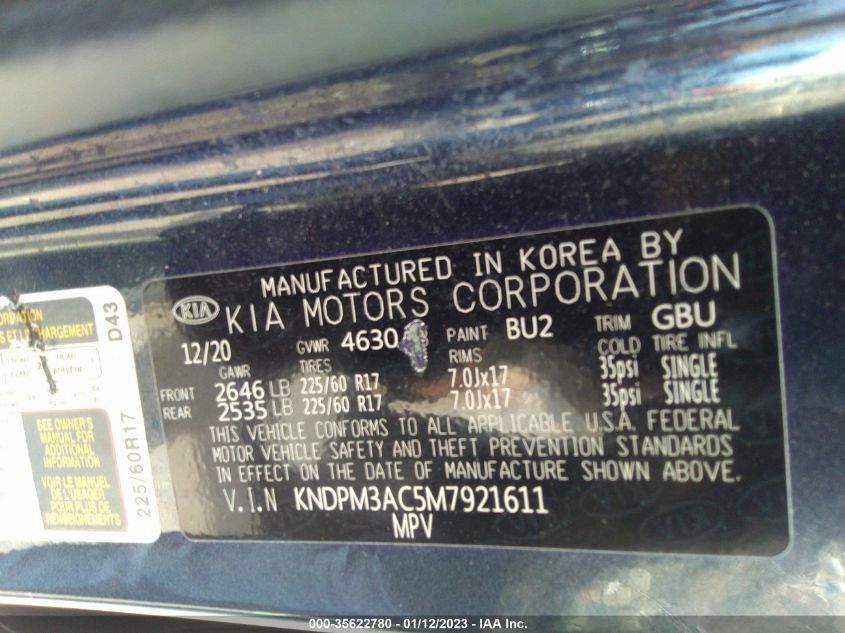 MANUFACTURED IN KOREA BY
KIA KIA MOTORS CORPORATION
12/20 GVWR 4630 PAINT BU2 TRIM GBU
GAWR TIRES RIMS COLD TIRE INFL
FRONT 2646 LB 225/60 R17 7.0Jx17 35psi SINGLE
REAR 2535 LB 225/60 R17 7.0Jx17 35psi SINGLE
THIS VEHICLE CONFORMS TO ALL APPLICABLE U.S.A. FEDERAL
MOTOR VEHICLE SAFETY AND THEFT PREVENTION STANDARDS
IN EFFECT ON THE DATE OF MANUFACTURE SHOWN ABOVE.
V.I.N KNDPM3AC5M7921611
MPV
CHARGEMENT
D43
SEE OWNER'S
MANUAL FOR
ADDITIONAL
INFORMATION
VOIR LE MANUEL
DE L'USAGER
POUR PLUS DE
RENSEIGNEMENTS
225/60R17
000-35622780 - 01/12/2023 - IAA Inc.